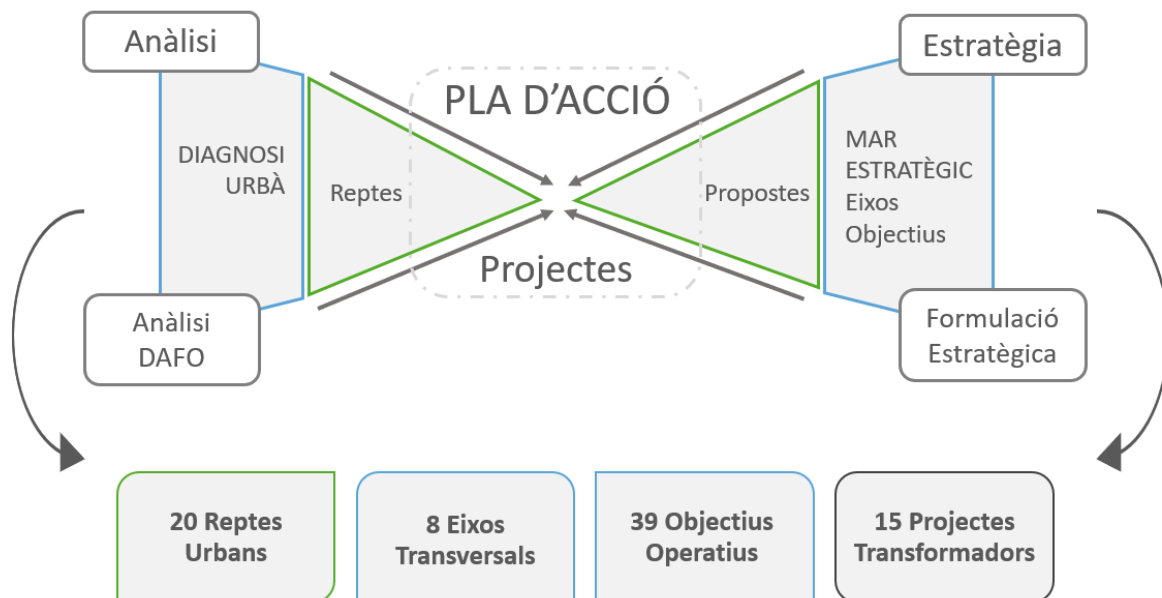 Anàlisi
Estratègia
PLA D’ACCIÓ
DIAGNOSI
URBÀ
Reptes
Propostes
MAR
ESTRATÈGIC
Eixos
Objectius
Projectes
Anàlisi
DAFO
Formulació
Estratègica
20 Reptes
Urbans
8 Eixos
Transversals
39 Objectius
Operatius
15 Projectes
Transformadors